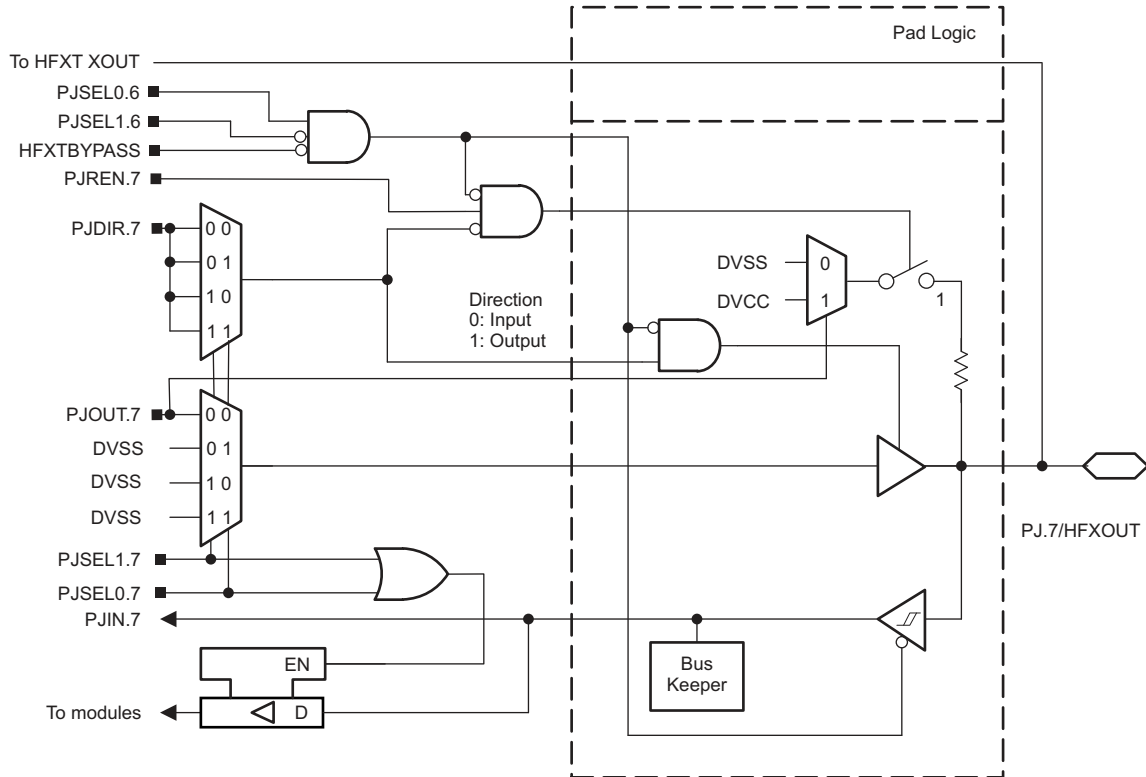 Pad Logic
To HFXT XOUT
PJSEL0.6
PJSEL1.6
HFXTBYPASS
PJREN.7
PJDIR.7
0 0
0 1
1 0
1 1
DVSS
0
DVCC
1
1
Direction
0: Input
1: Output
PJOUT.7
0 0
DVSS
0 1
DVSS
1 0
DVSS
1 1
PJ.7/HFXOUT
PJSEL1.7
PJSEL0.7
PJIN.7
EN
Bus
Keeper
To modules
D